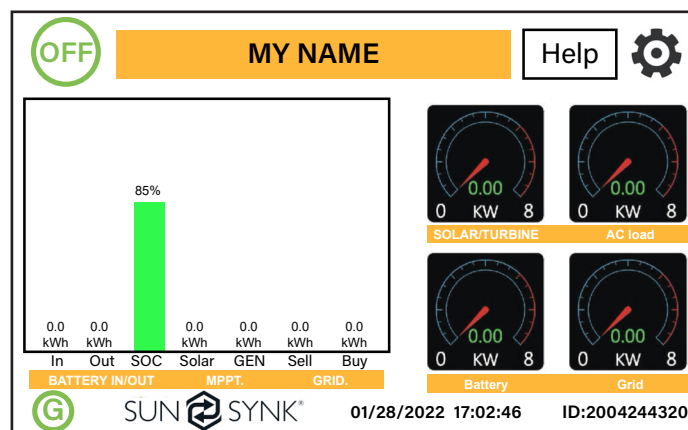 OFF
MY NAME
Help
85%
0.0 0.0 0.0 0.0 0.0 0.0
kWh kWh kWh kWh kWh kWh
In Out SOC Solar GEN Sell Buy
BATTERY IN/OUT MPPT. GRID.
0.00 0.00
0 KW 8 0 KW 8
SOLAR/TURBINE AC load
0.00 0.00
0 KW 8 0 KW 8
Battery Grid
G
SUN SYNK®
01/28/2022 17:02:46 ID:2004244320